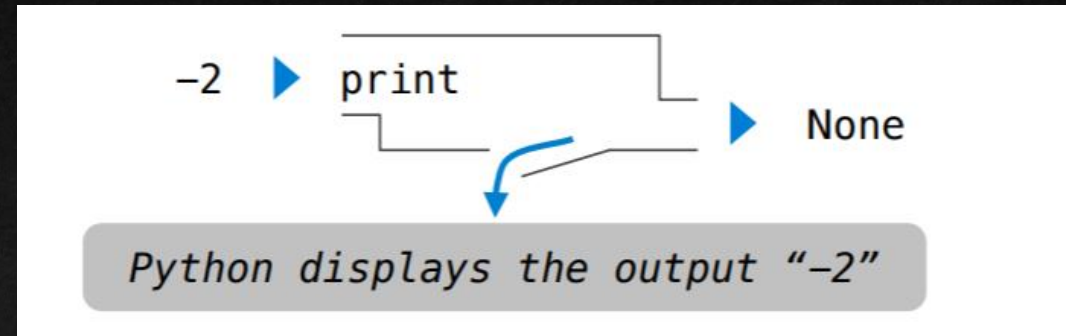 –2 print
None
Python displays the output “–2”